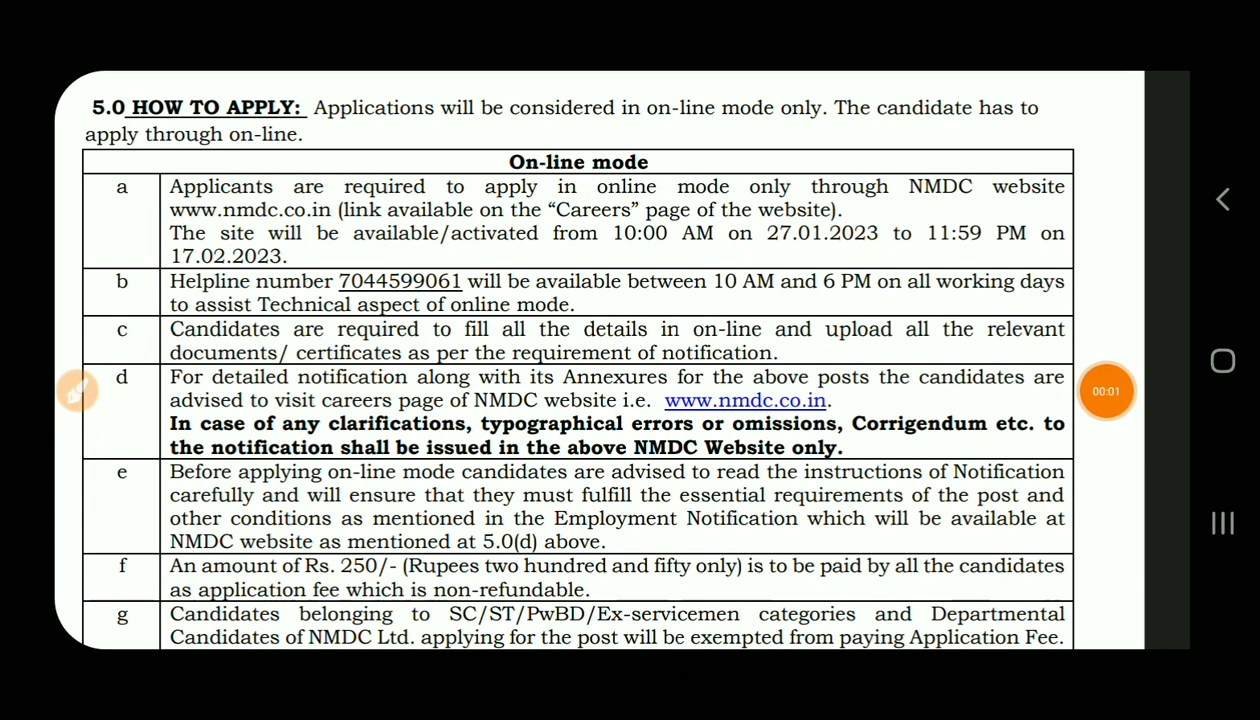 5.0 HOW TO APPLY: Applications will be considered in on-line mode only. The candidate has to
apply through on-line.
On-line mode
a Applicants are required to apply in online mode only through NMDC website
www.nmdc.co.in (link available on the “Careers” page of the website).
The site will be available/activated from 10:00 AM on 27.01.2023 to 11:59 PM on
17.02.2023.
b Helpline number 7044599061 will be available between 10 AM and 6 PM on all working days
to assist Technical aspect of online mode.
c Candidates are required to fill all the details in on-line and upload all the relevant
documents/ certificates as per the requirement of notification.
d For detailed notification along with its Annexures for the above posts the candidates are
advised to visit careers page of NMDC website i.e. www.nmdc.co.in.
In case of any clarifications, typographical errors or omissions, Corrigendum etc. to
the notification shall be issued in the above NMDC Website only.
e Before applying on-line mode candidates are advised to read the instructions of Notification
carefully and will ensure that they must fulfill the essential requirements of the post and
other conditions as mentioned in the Employment Notification which will be available at
NMDC website as mentioned at 5.0(d) above.
f An amount of Rs. 250/- (Rupees two hundred and fifty only) is to be paid by all the candidates
as application fee which is non-refundable.
g Candidates belonging to SC/ST/PwBD/Ex-servicemen categories and Departmental
Candidates of NMDC Ltd. applying for the post will be exempted from paying Application Fee.
00:01